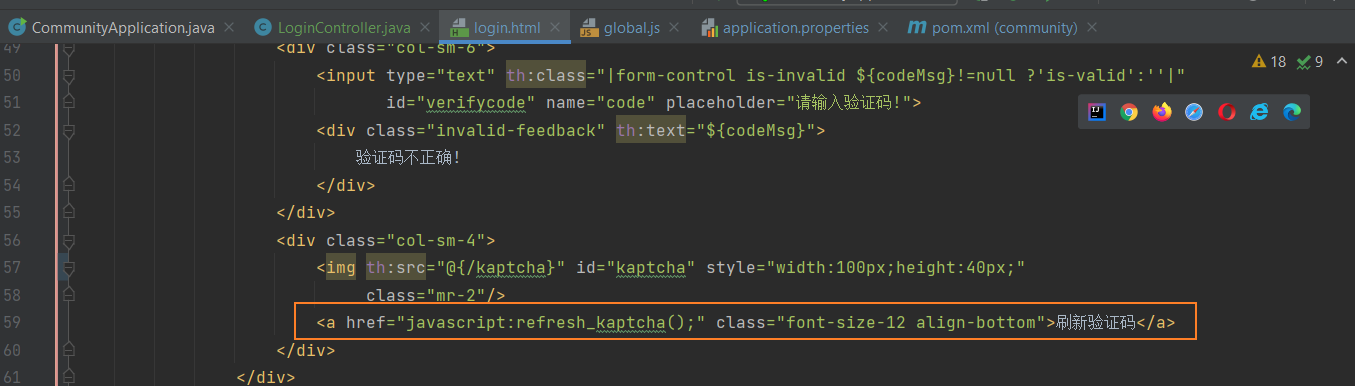 CommunityApplication.java LoginController.java login.html global.js application.properties pom.xml (community)
49 <div class="col-sm-6">
50 <input type="text" th:class="|form-control is-invalid ${codeMsg}!=null ?'is-valid':''|" 18 9
51 id="verifycode" name="code" placeholder="请输入验证码!">
52 <div class="invalid-feedback" th:text="${codeMsg}">
53 验证码不正确!
54 </div>
55 </div>
56 <div class="col-sm-4">
57 <img th:src="@{/kaptcha}" id="kaptcha" style="width:100px;height:40px;"
58 class="mr-2"/>
59 <a href="javascript:refresh_kaptcha();" class="font-size-12 align-bottom">刷新验证码</a>
60 </div>
61 </div>